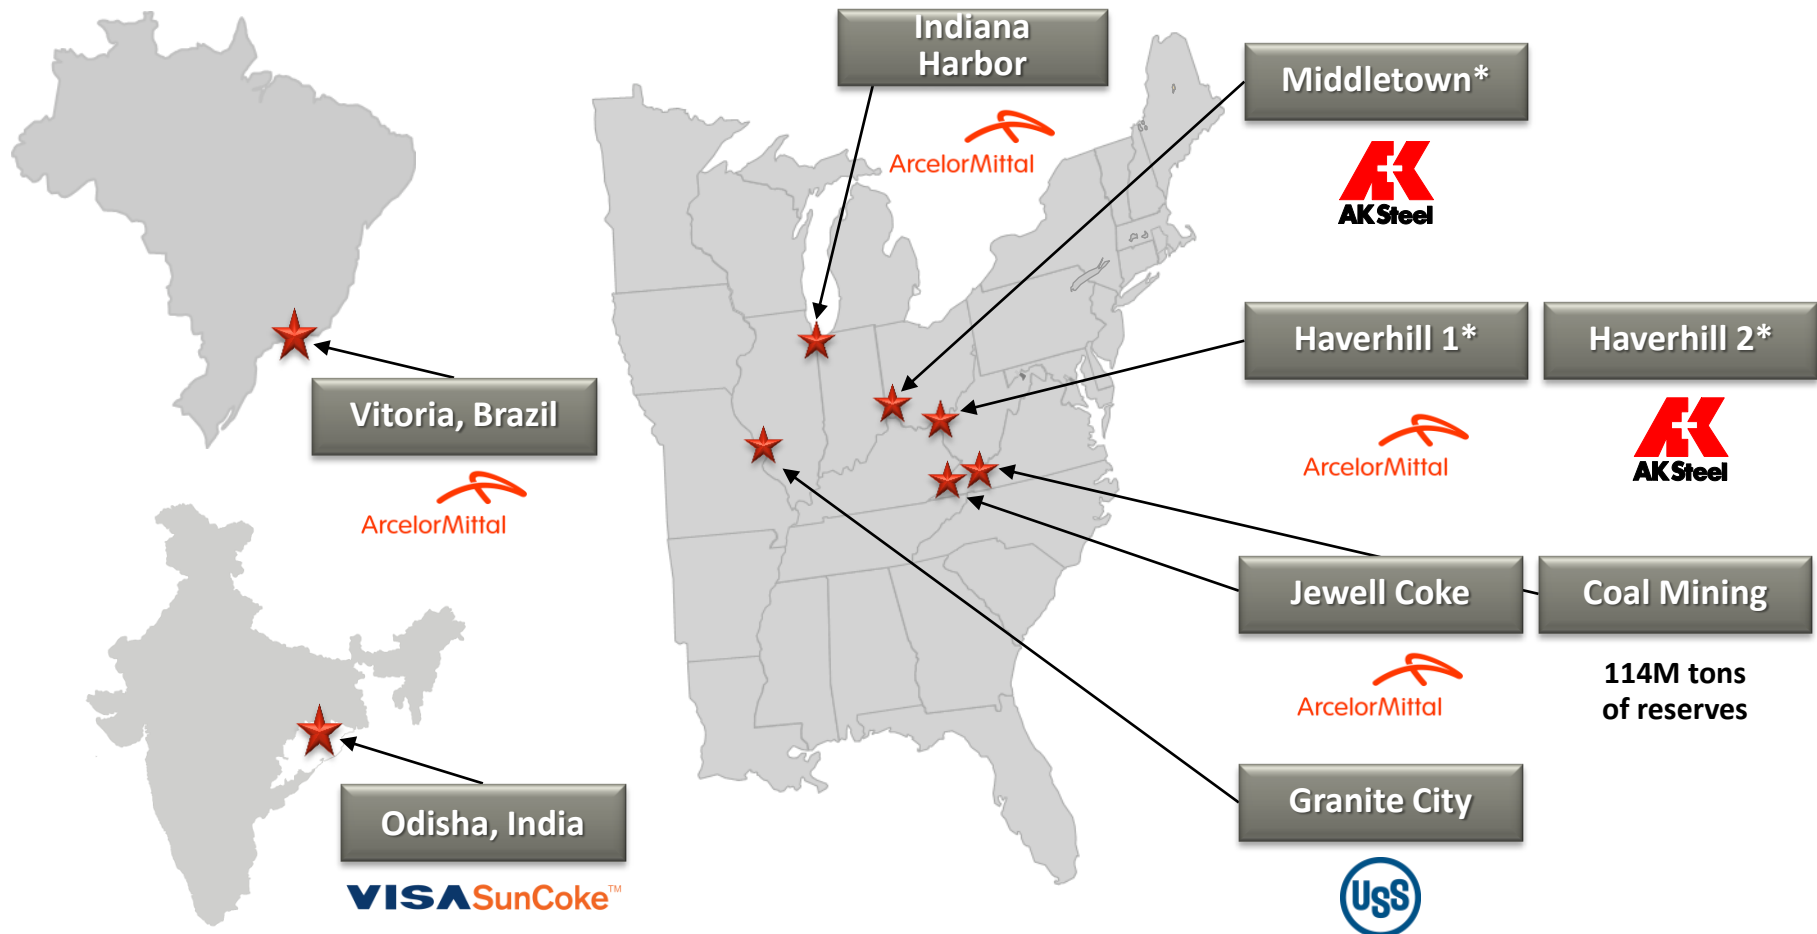 Indiana
Harbor
ArcelorMittal
Middletown*
AK Steel
Haverhill 1*
ArcelorMittal
Haverhill 2*
AK Steel
Vitoria, Brazil
ArcelorMittal
Jewell Coke
ArcelorMittal
Coal Mining
114M tons
of reserves
Odisha, India
VISA SunCoke™
Granite City
USS